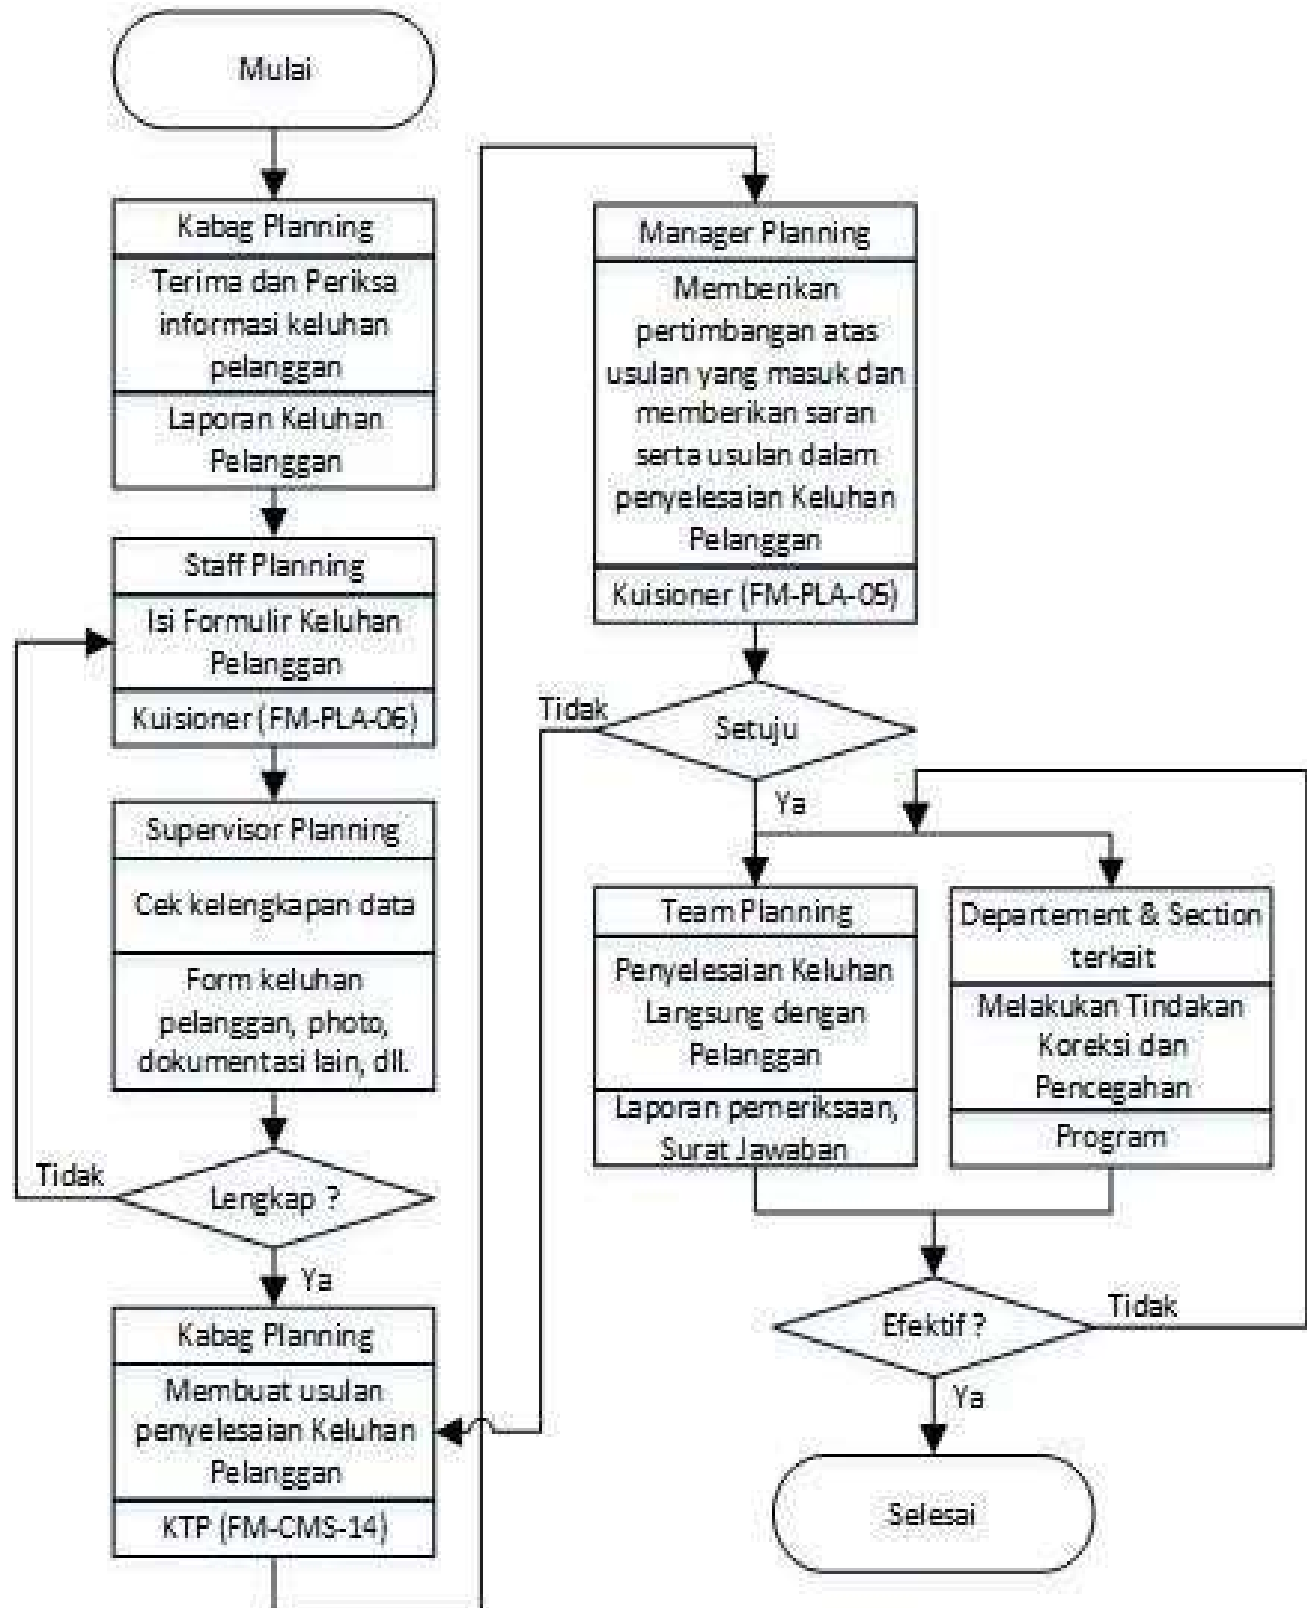 Mulai
Kabag Planning
Terima dan Periksa
informasi keluhan
pelanggan
Laporan Keluhan
Pelanggan
Staff Planning
Isi Formulir Keluhan
Pelanggan
Kuisioner (FM-PLA-06)
Supervisor Planning
Cek kelengkapan data
Form keluhan
pelanggan, photo,
dokumentasi lain, dll.
Tidak
Lengkap ?
Ya
Kabag Planning
Membuat usulan
penyelesaian Keluhan
Pelanggan
KTP (FM-CMS-14)
Manager Planning
Memberikan
pertimbangan atas
usulan yang masuk dan
memberikan saran
serta usulan dalam
penyelesaian Keluhan
Pelanggan
Kuisioner (FM-PLA-05)
Tidak
Setuju
Ya
Team Planning
Penyelesaian Keluhan
Langsung dengan
Pelanggan
Laporan pemeriksaan,
Surat Jawaban
Departement & Section
terkait
Melakukan Tindakan
Koreksi dan
Pencegahan
Program
Efektif ?
Tidak
Ya
Selesai